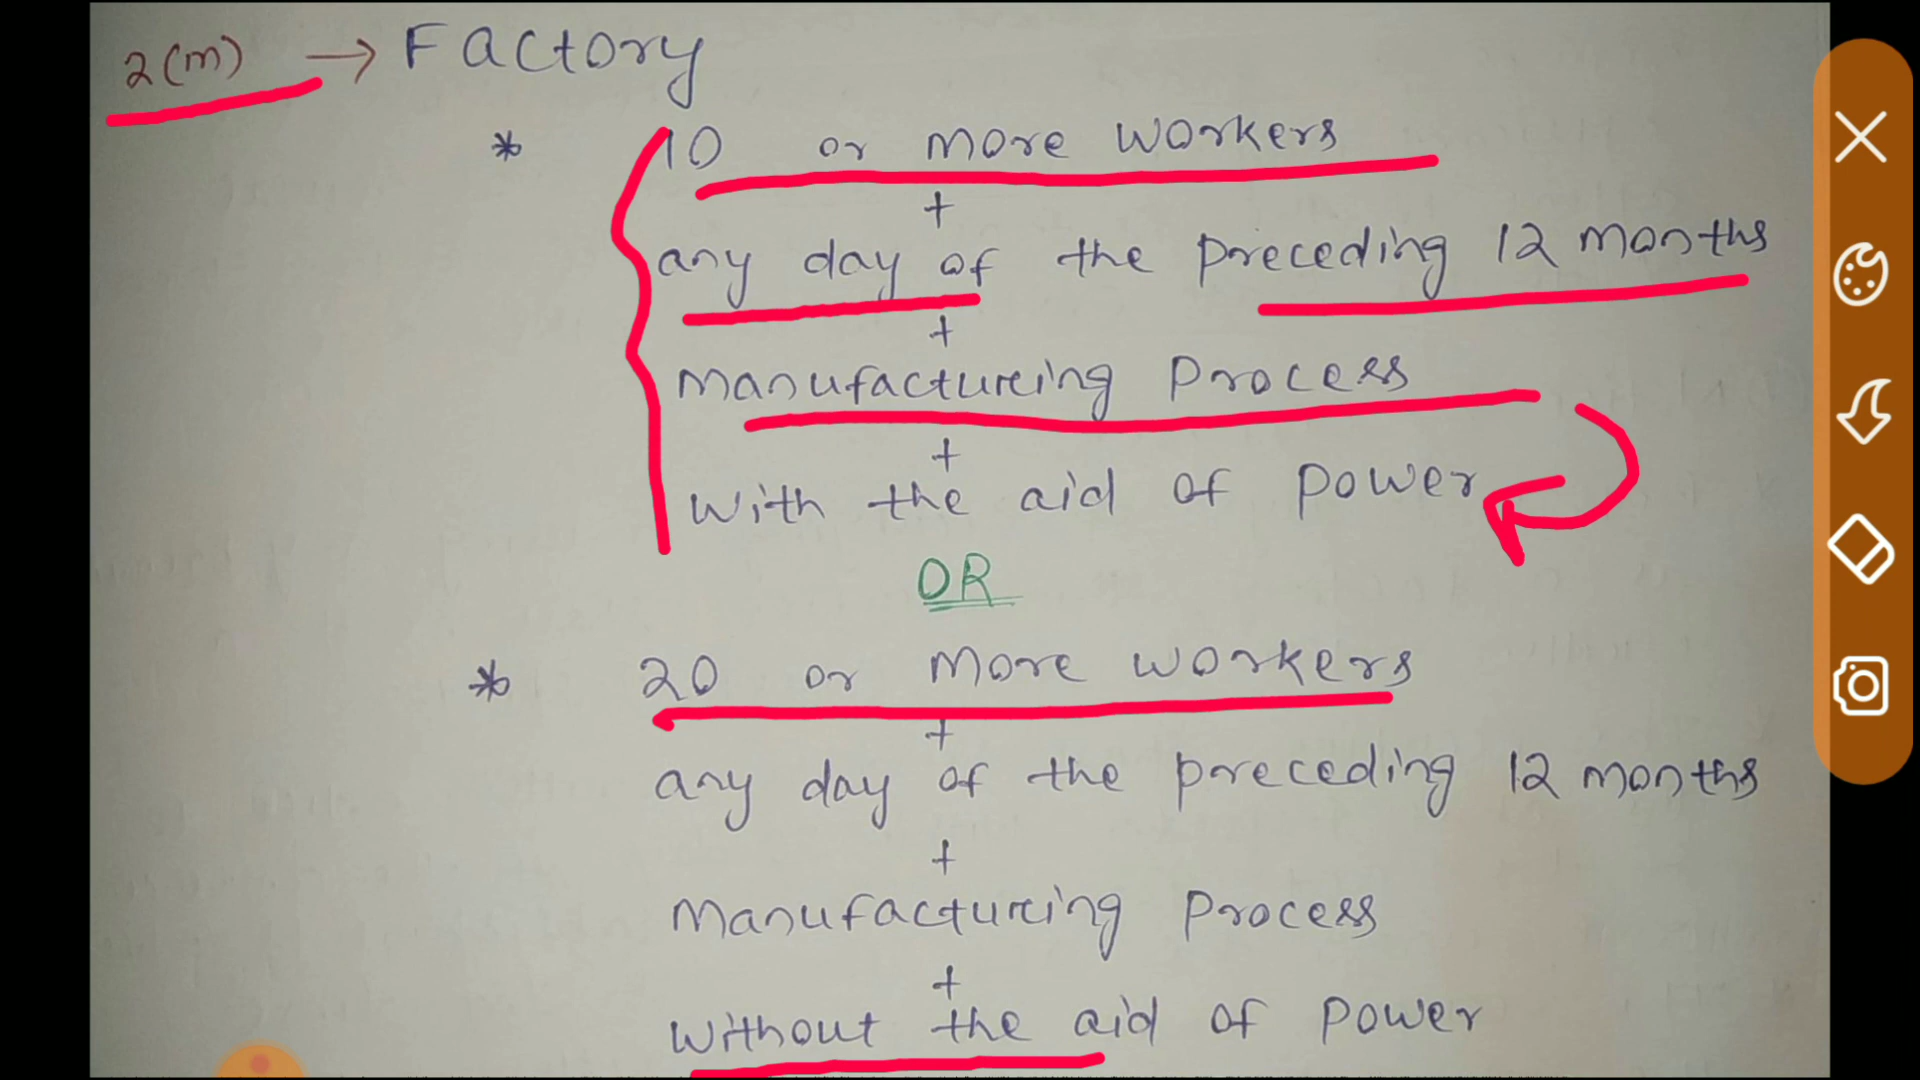 2(m) → Factory
* 10 or more workers
+
any day of the preceding 12 months
+
Manufacturing Process
+
With the aid of power
OR
* 20 or more workers
+
any day of the preceding 12 months
+
Manufacturing Process
+
Without the aid of power